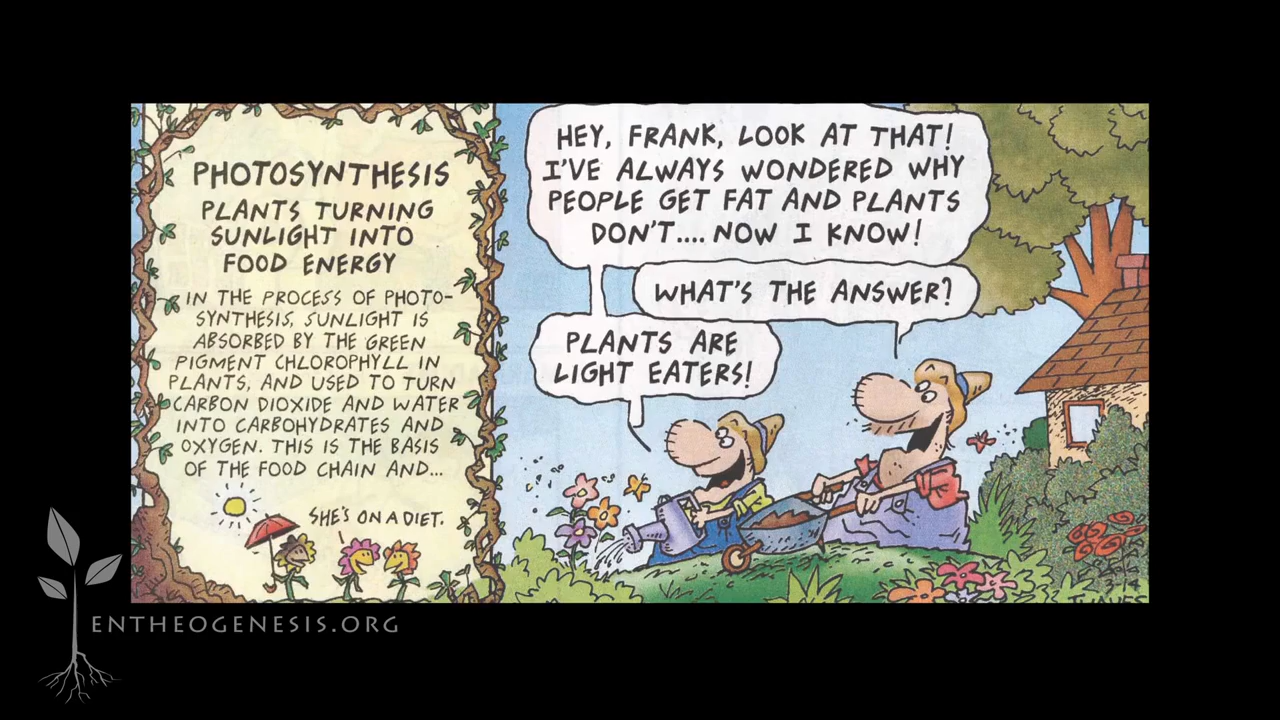 PHOTOSYNTHESIS
PLANTS TURNING
SUNLIGHT INTO
FOOD ENERGY
IN THE PROCESS OF PHOTO-
SYNTHESIS, SUNLIGHT IS
ABSORBED BY THE GREEN
PIGMENT CHLOROPHYLL IN
PLANTS, AND USED TO TURN
CARBON DIOXIDE AND WATER
INTO CARBOHYDRATES AND
OXYGEN. THIS IS THE BASIS
OF THE FOOD CHAIN AND...
SHE'S ON A DIET.
HEY, FRANK, LOOK AT THAT!
I'VE ALWAYS WONDERED WHY
PEOPLE GET FAT AND PLANTS
DON'T.... NOW I KNOW!
WHAT'S THE ANSWER?
PLANTS ARE
LIGHT EATERS!
ENTHEOGENESIS.ORG